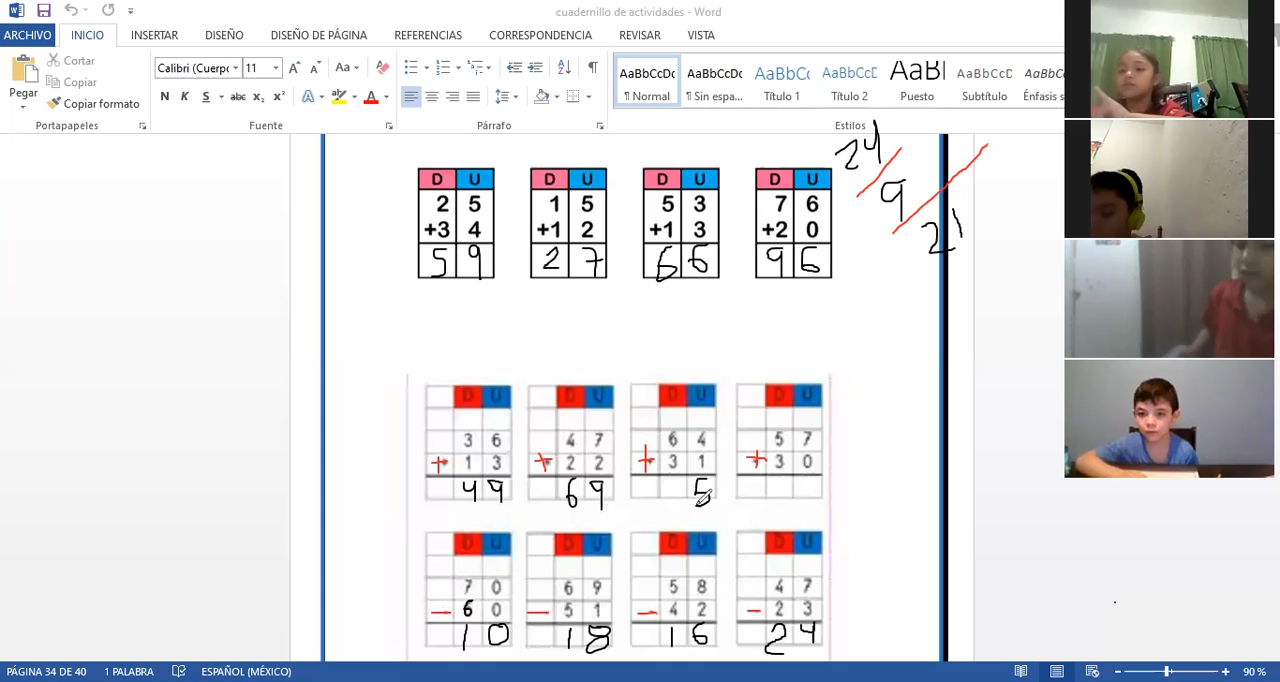 cuadernillo de actividades - Word
ARCHIVO INICIO INSERTAR DISEÑO DISEÑO DE PÁGINA REFERENCIAS CORRESPONDENCIA REVISAR VISTA
Pegar
Cortar
Copiar
Copiar formato
Portapapeles
Calibri (Cuerpo 11
Aa
N K S abc x₂ x²
A A
Fuente
Párrafo
AaBbCcDc AaBbCcDc AaBbCc AaBbCcC AaBl AaBbCcD AaBbCcD
¶ Normal ¶ Sin espa... Título 1 Título 2 Puesto Subtítulo Énfasis s
Estilos
24 / 9 / 21
D U D U D U D U
2 5 1 5 5 3 7 6
+3 4 +1 2 +1 3 +2 0
5 9 2 7 6 6 9 6
D U D U D U D U
3 6 4 7 6 4 5 7
+ 1 3 + 2 2 + 3 1 + 3 0
4 9 6 9 5
D U D U D U D U
7 0 6 9 5 8 4 7
- 6 0 - 5 1 - 4 2 - 2 3
1 0 1 8 1 6 2 4
PÁGINA 34 DE 40 1 PALABRA ESPAÑOL (MÉXICO) 90 %